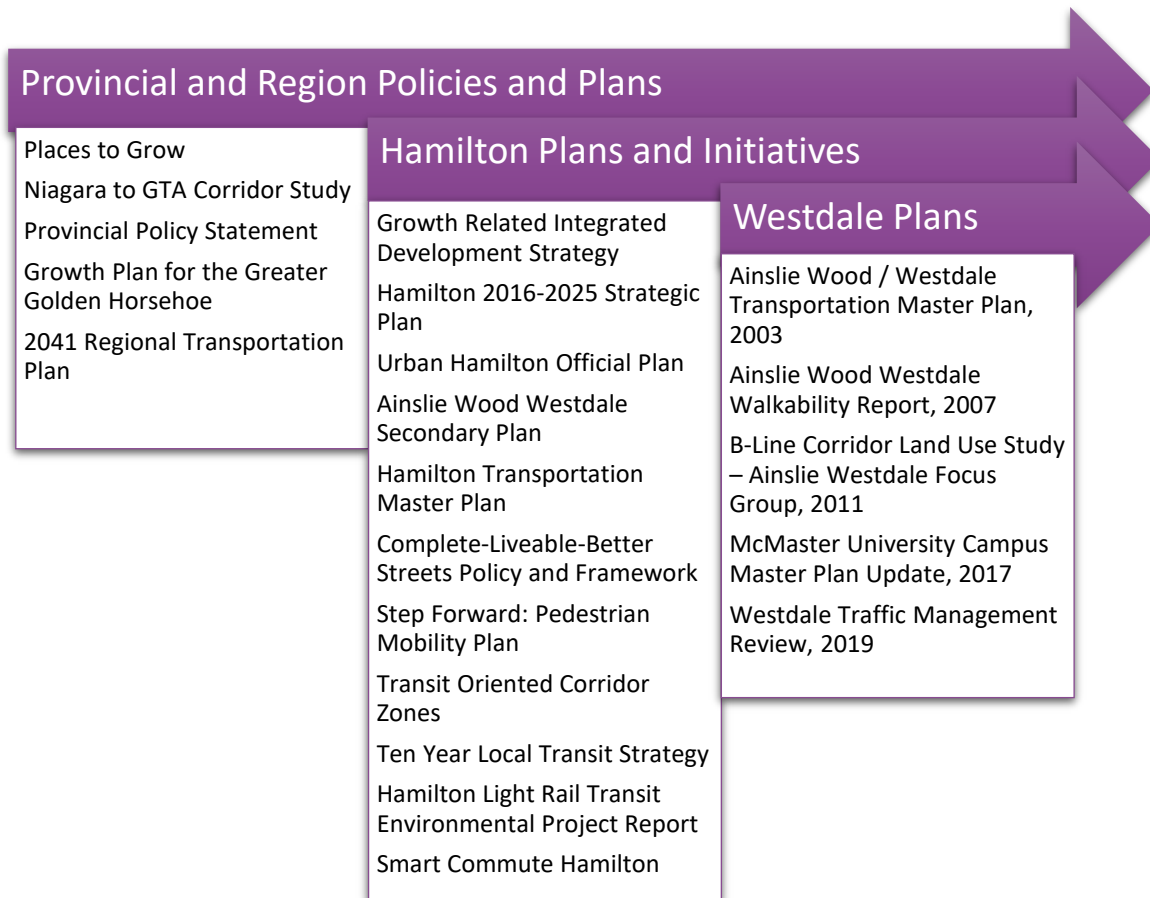 Provincial and Region Policies and Plans
Places to Grow
Niagara to GTA Corridor Study
Provincial Policy Statement
Growth Plan for the Greater
Golden Horsehoe
2041 Regional Transportation
Plan
Hamilton Plans and Initiatives
Growth Related Integrated
Development Strategy
Hamilton 2016-2025 Strategic
Plan
Urban Hamilton Official Plan
Ainslie Wood Westdale
Secondary Plan
Hamilton Transportation
Master Plan
Complete-Liveable-Better
Streets Policy and Framework
Step Forward: Pedestrian
Mobility Plan
Transit Oriented Corridor
Zones
Ten Year Local Transit Strategy
Hamilton Light Rail Transit
Environmental Project Report
Smart Commute Hamilton
Westdale Plans
Ainslie Wood / Westdale
Transportation Master Plan,
2003
Ainslie Wood Westdale
Walkability Report, 2007
B-Line Corridor Land Use Study
– Ainslie Westdale Focus
Group, 2011
McMaster University Campus
Master Plan Update, 2017
Westdale Traffic Management
Review, 2019